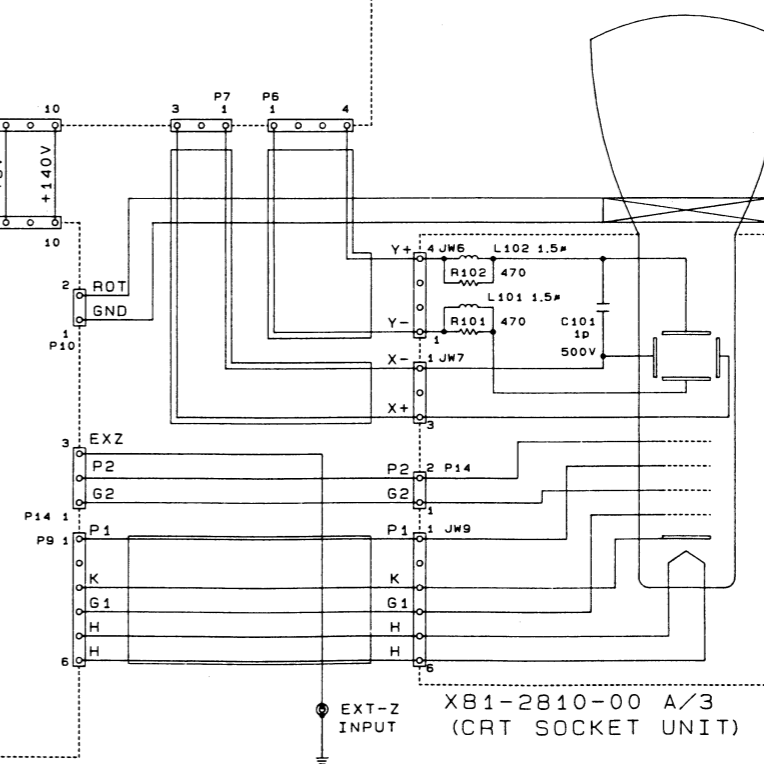 P7 P6
10 3 1 1 4
+140V
10
Y+ 4 JW6 L102 1.5μ
R102 470
2 ROT
L101 1.5μ
GND
Y- R101 470 C101
1 1 1p
P10 500V
X- 1 JW7
X+
3
3 EXZ
P2 P2 2 P14
G2 G2
P14 1 1
P9 1 P1 P1 1 JW9
K K
G1 G1
H H
H H
6 6
EXT-Z
INPUT
X81-2810-00 A/3
(CRT SOCKET UNIT)